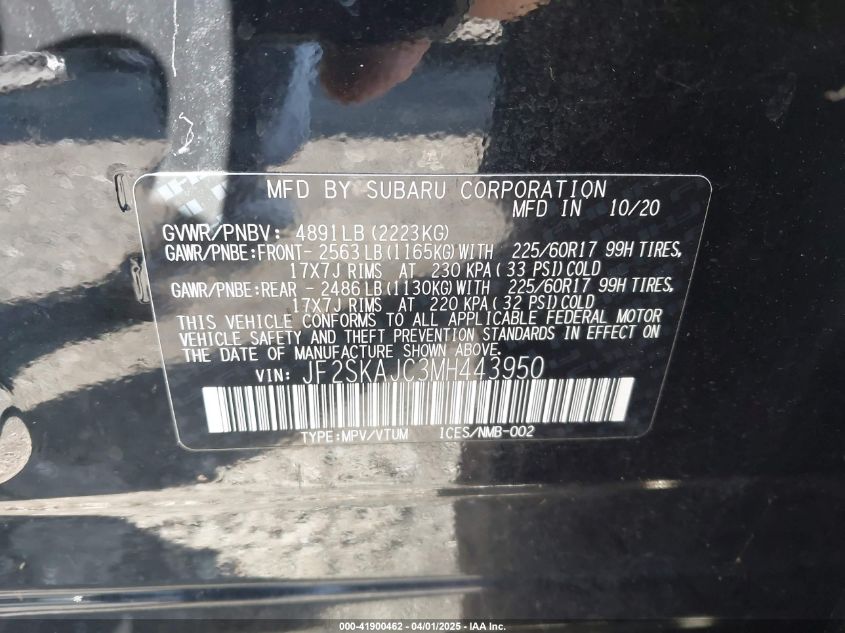 MFD BY SUBARU CORPORATION
MFD IN 10/20
GVWR/PNBV: 4891LB (2223KG)
GAWR/PNBE:FRONT- 2563LB (1165KG) WITH 225/60R17 99H TIRES,
17X7J RIMS AT 230 KPA (33 PSI) COLD
GAWR/PNBE:REAR - 2486LB (1130KG) WITH 225/60R17 99H TIRES,
17X7J RIMS AT 220 KPA (32 PSI) COLD
THIS VEHICLE CONFORMS TO ALL APPLICABLE FEDERAL MOTOR
VEHICLE SAFETY AND THEFT PREVENTION STANDARDS IN EFFECT ON
THE DATE OF MANUFACTURE SHOWN ABOVE.
VIN: JF2SKAJC3MH443950
TYPE:MPV/VTUM ICES/NMB-002
000-41900462 - 04/01/2025 - IAA Inc.